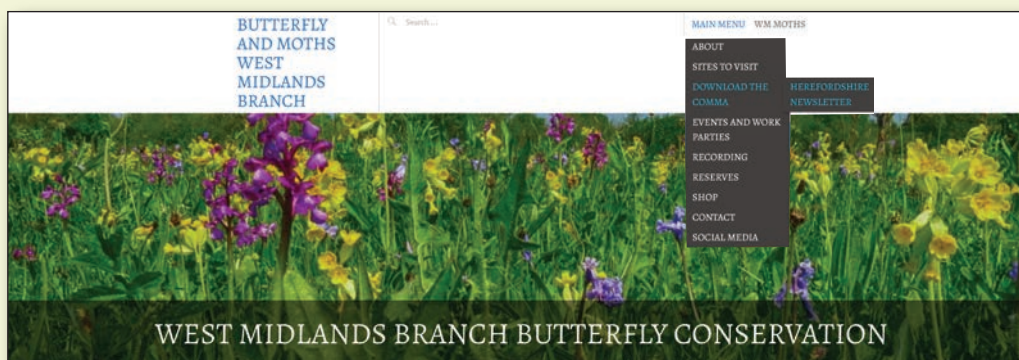 BUTTERFLY
AND MOTHS
WEST
MIDLANDS
BRANCH
Search …
MAIN MENU WM MOTHS
ABOUT
SITES TO VISIT
DOWNLOAD THE
COMMA
HEREFORDSHIRE
NEWSLETTER
EVENTS AND WORK
PARTIES
RECORDING
RESERVES
SHOP
CONTACT
SOCIAL MEDIA
WEST MIDLANDS BRANCH BUTTERFLY CONSERVATION